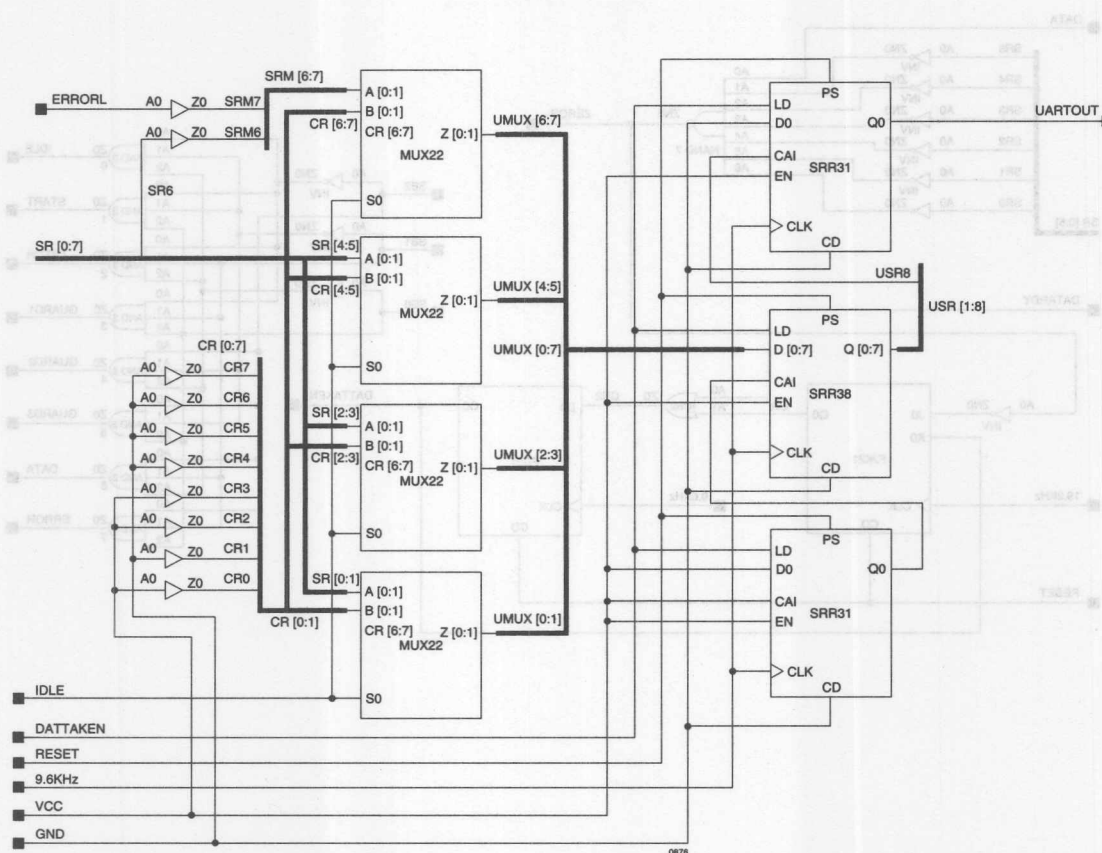 ERRORL
A0 Z0 SRM7
A0 Z0 SRM6
SR6
SRM [6:7]
CR [6:7]
A [0:1]
B [0:1]
CR [6:7]
MUX22
Z [0:1]
S0
UMUX [6:7]
SR [0:7]
SR [4:5]
CR [4:5]
A [0:1]
B [0:1]
Z [0:1]
MUX22
S0
UMUX [4:5]
UMUX [0:7]
CR [0:7]
A0 Z0 CR7
A0 Z0 CR6
A0 Z0 CR5
A0 Z0 CR4
A0 Z0 CR3
A0 Z0 CR2
A0 Z0 CR1
A0 Z0 CR0
SR [2:3]
CR [2:3]
A [0:1]
B [0:1]
CR [6:7]
MUX22
Z [0:1]
S0
UMUX [2:3]
SR [0:1]
CR [0:1]
A [0:1]
B [0:1]
CR [6:7]
MUX22
Z [0:1]
S0
UMUX [0:1]
PS
LD
D0
Q0
UARTOUT
SRR31
CAI
EN
CLK
CD
USR8
USR [1:8]
PS
LD
D [0:7]
Q [0:7]
CAI
SRR38
EN
CLK
CD
PS
LD
D0
Q0
SRR31
CAI
EN
CLK
CD
IDLE
DATTAKEN
RESET
9.6KHz
VCC
GND
0876